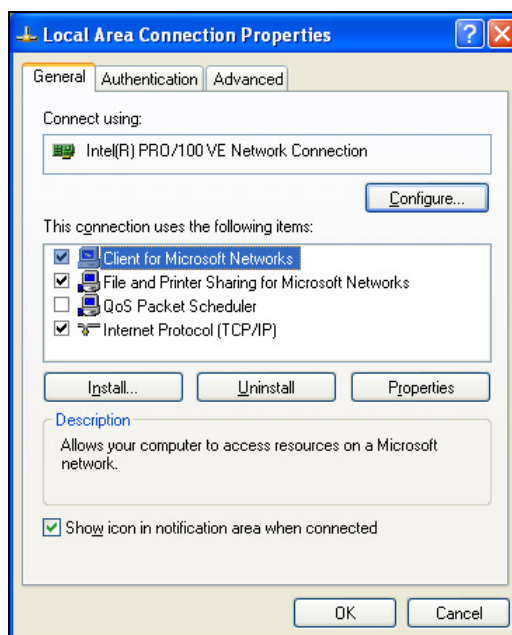 Local Area Connection Properties
General Authentication Advanced
Connect using:
Intel(R) PRO/100 VE Network Connection
Configure...
This connection uses the following items:
Client for Microsoft Networks
File and Printer Sharing for Microsoft Networks
QoS Packet Scheduler
Internet Protocol (TCP/IP)
Install... Uninstall Properties
Description
Allows your computer to access resources on a Microsoft
network.
Show icon in notification area when connected
OK Cancel